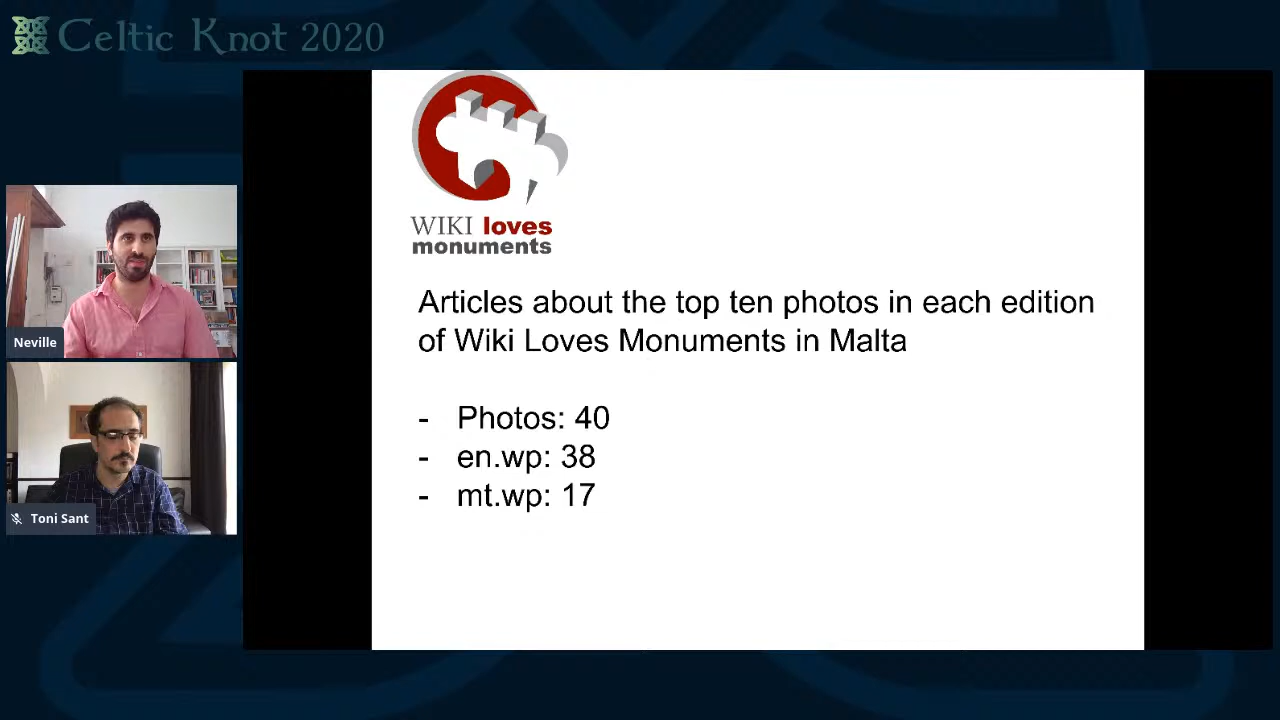 Celtic Knot 2020
WIKI loves
monuments
Neville
Toni Sant
Articles about the top ten photos in each edition
of Wiki Loves Monuments in Malta
- Photos: 40
- en.wp: 38
- mt.wp: 17